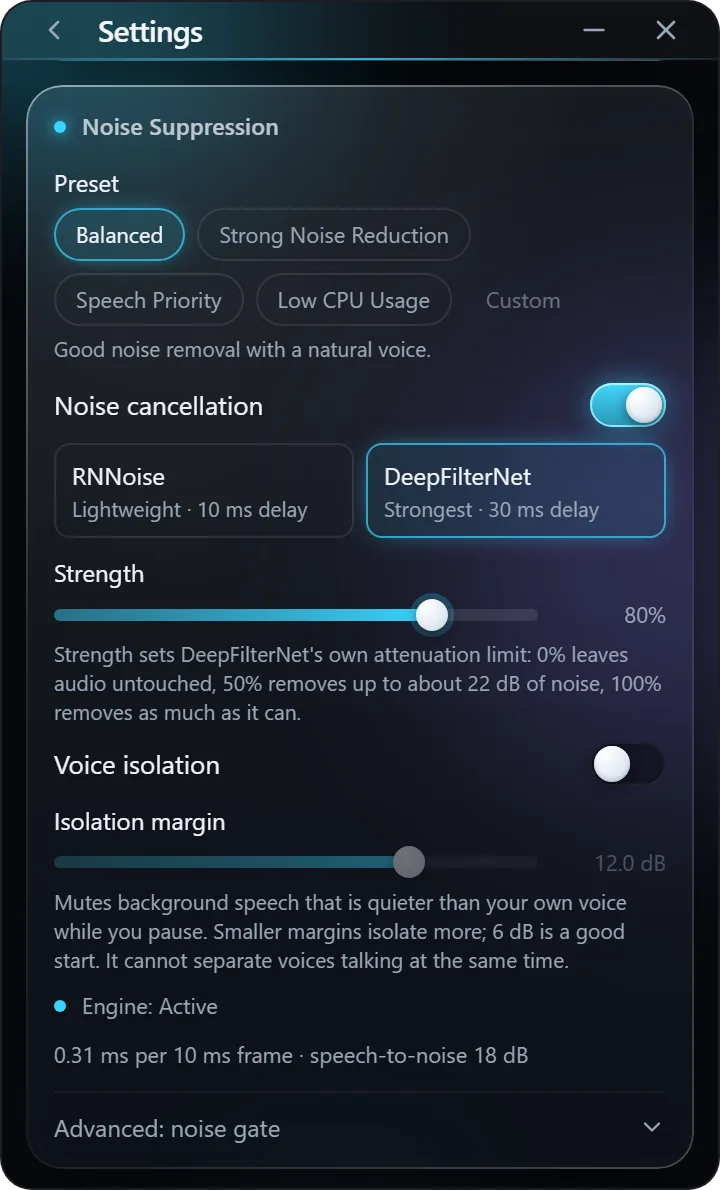 Settings
Noise Suppression
Preset
Balanced
Strong Noise Reduction
Speech Priority
Low CPU Usage
Custom
Good noise removal with a natural voice.
Noise cancellation
RNNoise
Lightweight · 10 ms delay
DeepFilterNet
Strongest · 30 ms delay
Strength
80%
Strength sets DeepFilterNet's own attenuation limit: 0% leaves
audio untouched, 50% removes up to about 22 dB of noise, 100%
removes as much as it can.
Voice isolation
Isolation margin
12.0 dB
Mutes background speech that is quieter than your own voice
while you pause. Smaller margins isolate more; 6 dB is a good
start. It cannot separate voices talking at the same time.
Engine: Active
0.31 ms per 10 ms frame · speech-to-noise 18 dB
Advanced: noise gate